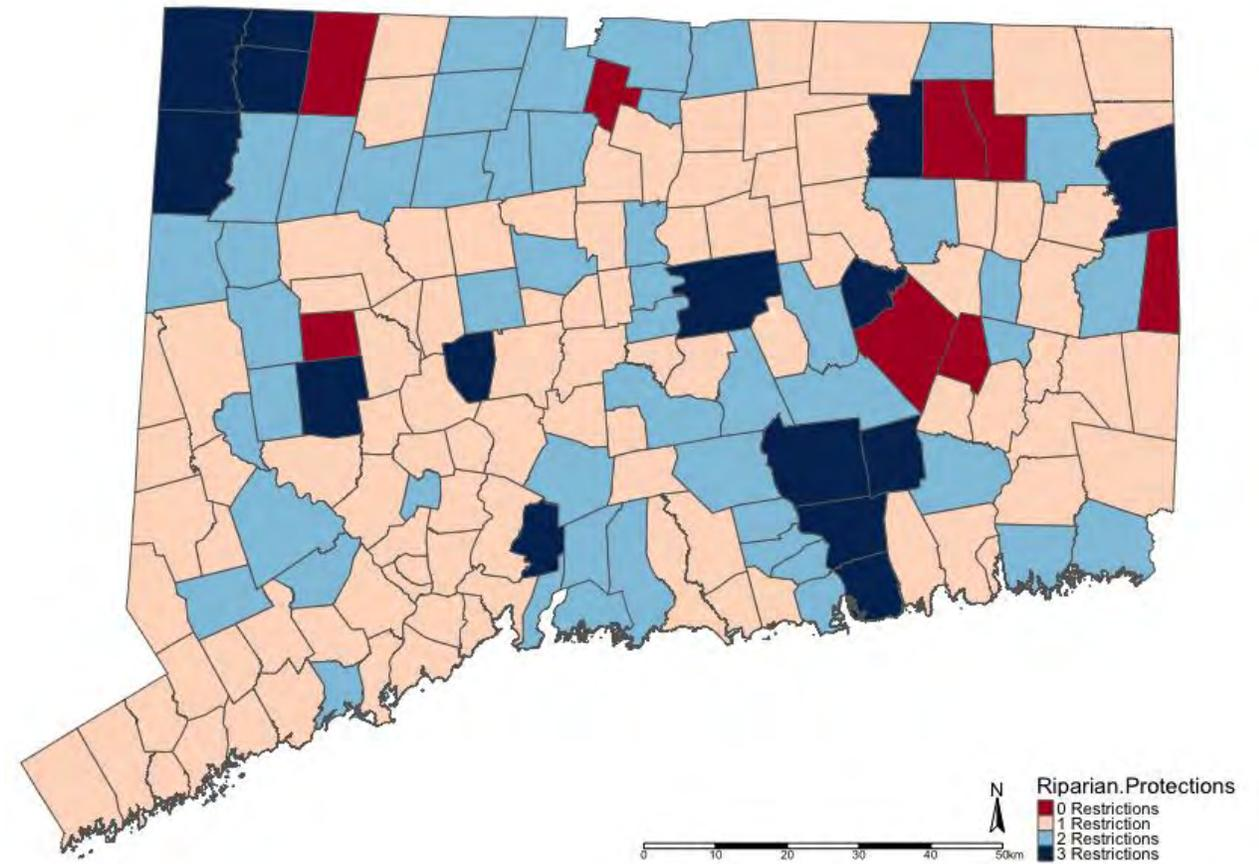 N
Riparian.Protections
0 Restrictions
1 Restriction
2 Restrictions
3 Restrictions
0 10 20 30 40 50km